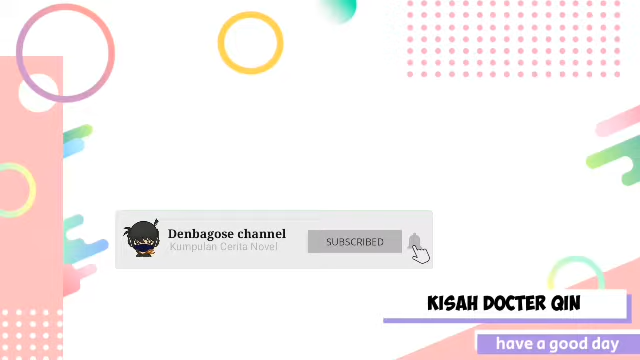 Denbagose channel
Kumpulan Cerita Novel
SUBSCRIBED
KISAH DOCTER QIN
have a good day